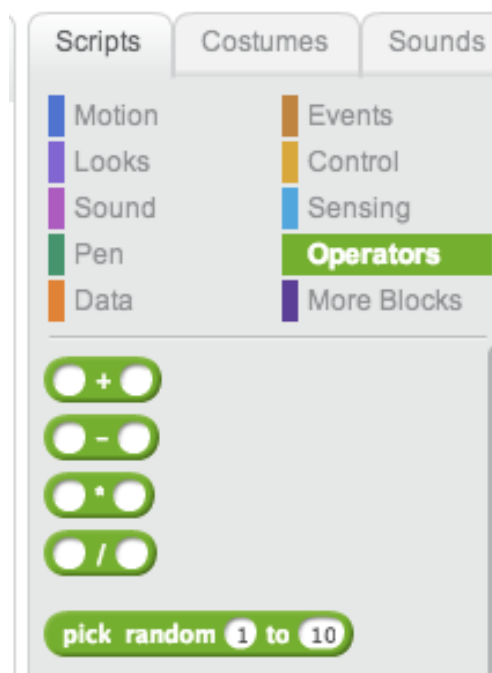 Scripts Costumes Sounds
Motion Events
Looks Control
Sound Sensing
Pen Operators
Data More Blocks
+
-
*
/
pick random 1 to 10